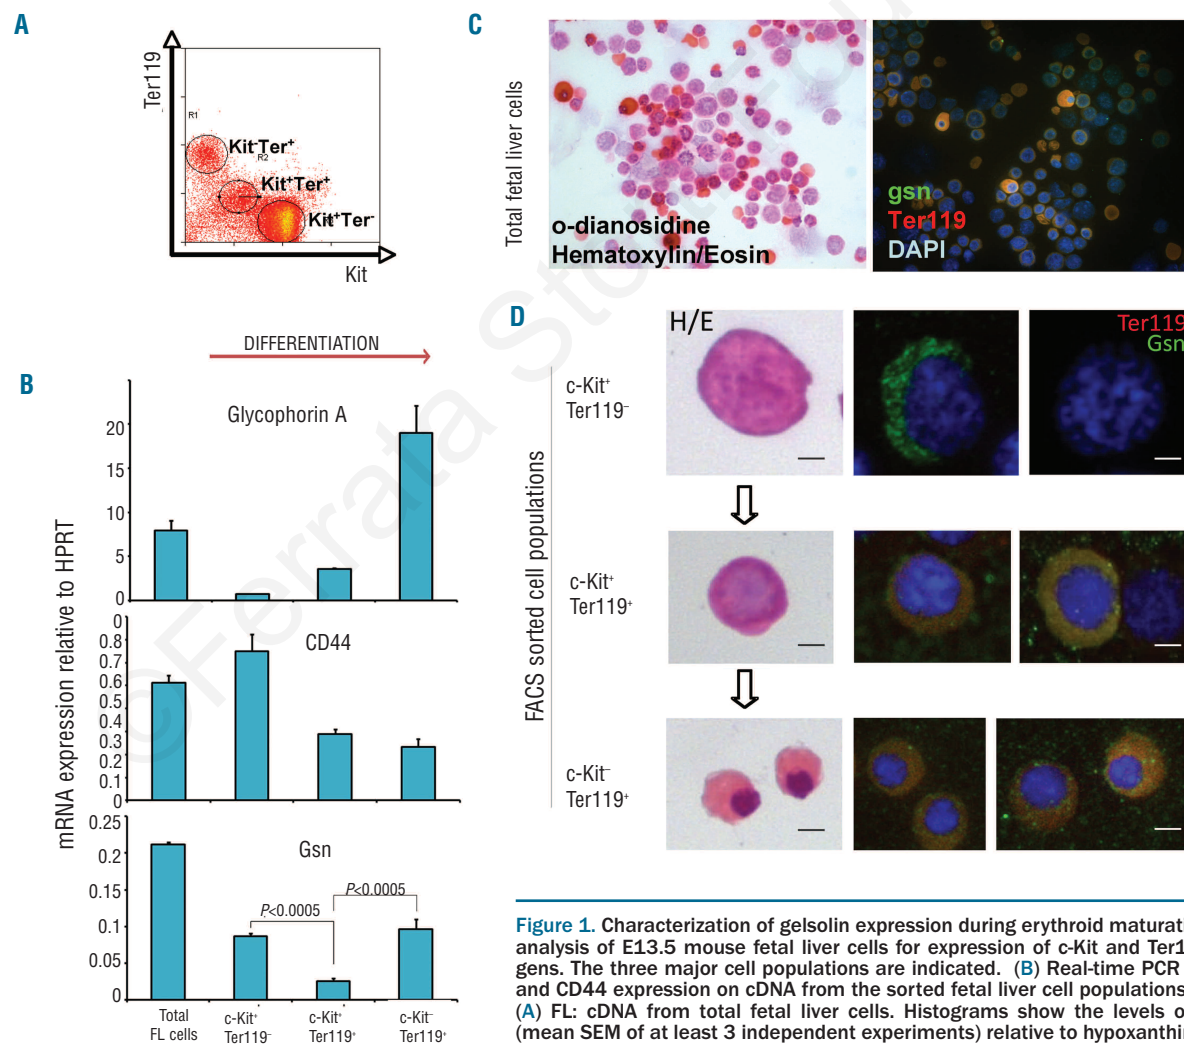 A
Ter119
R1
Kit-Ter+
R2
Kit+Ter+
Kit+Ter-
Kit
C
Total fetal liver cells
o-dianosidine
Hematoxylin/Eosin
gsn
Ter119
DAPI
DIFFERENTIATION
B
mRNA expression relative to HPRT
Glycophorin A
20
15
10
5
0
CD44
0
0.8
0.7
0.6
0.5
0.4
0.3
0.2
0.1
0
Gsn
0.25
0.2
0.15
0.1
0.05
0
P<0.0005
P<0.0005
Total
FL cells
c-Kit+
Ter119-
c-Kit+
Ter119+
c-Kit-
Ter119+
D
FACS sorted cell populations
H/E
Ter119
Gsn
c-Kit+
Ter119-
c-Kit+
Ter119+
c-Kit-
Ter119+
Figure 1. Characterization of gelsolin expression during erythroid maturati
analysis of E13.5 mouse fetal liver cells for expression of c-Kit and Ter1
gens. The three major cell populations are indicated. (B) Real-time PCR
and CD44 expression on cDNA from the sorted fetal liver cell populations
(A) FL: cDNA from total fetal liver cells. Histograms show the levels o
(mean SEM of at least 3 independent experiments) relative to hypoxanthi